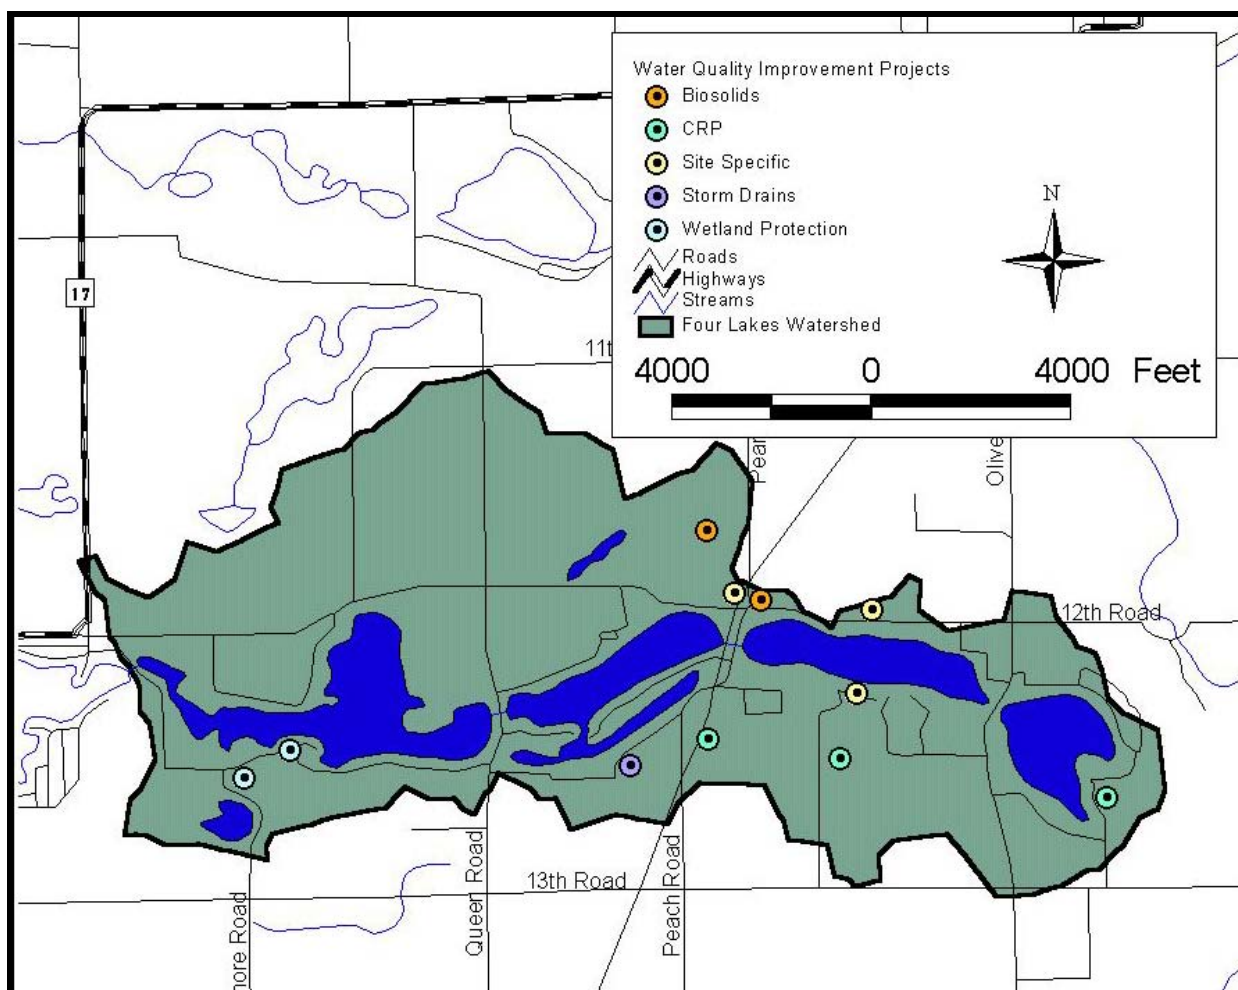 Water Quality Improvement Projects
Biosolids
CRP
Site Specific
Storm Drains
Wetland Protection
Roads
Highways
Streams
Four Lakes Watershed
N
4000 0 4000 Feet
17
11t
Pear
Olive
12th Road
13th Road
Queen Road
Peach Road
Road